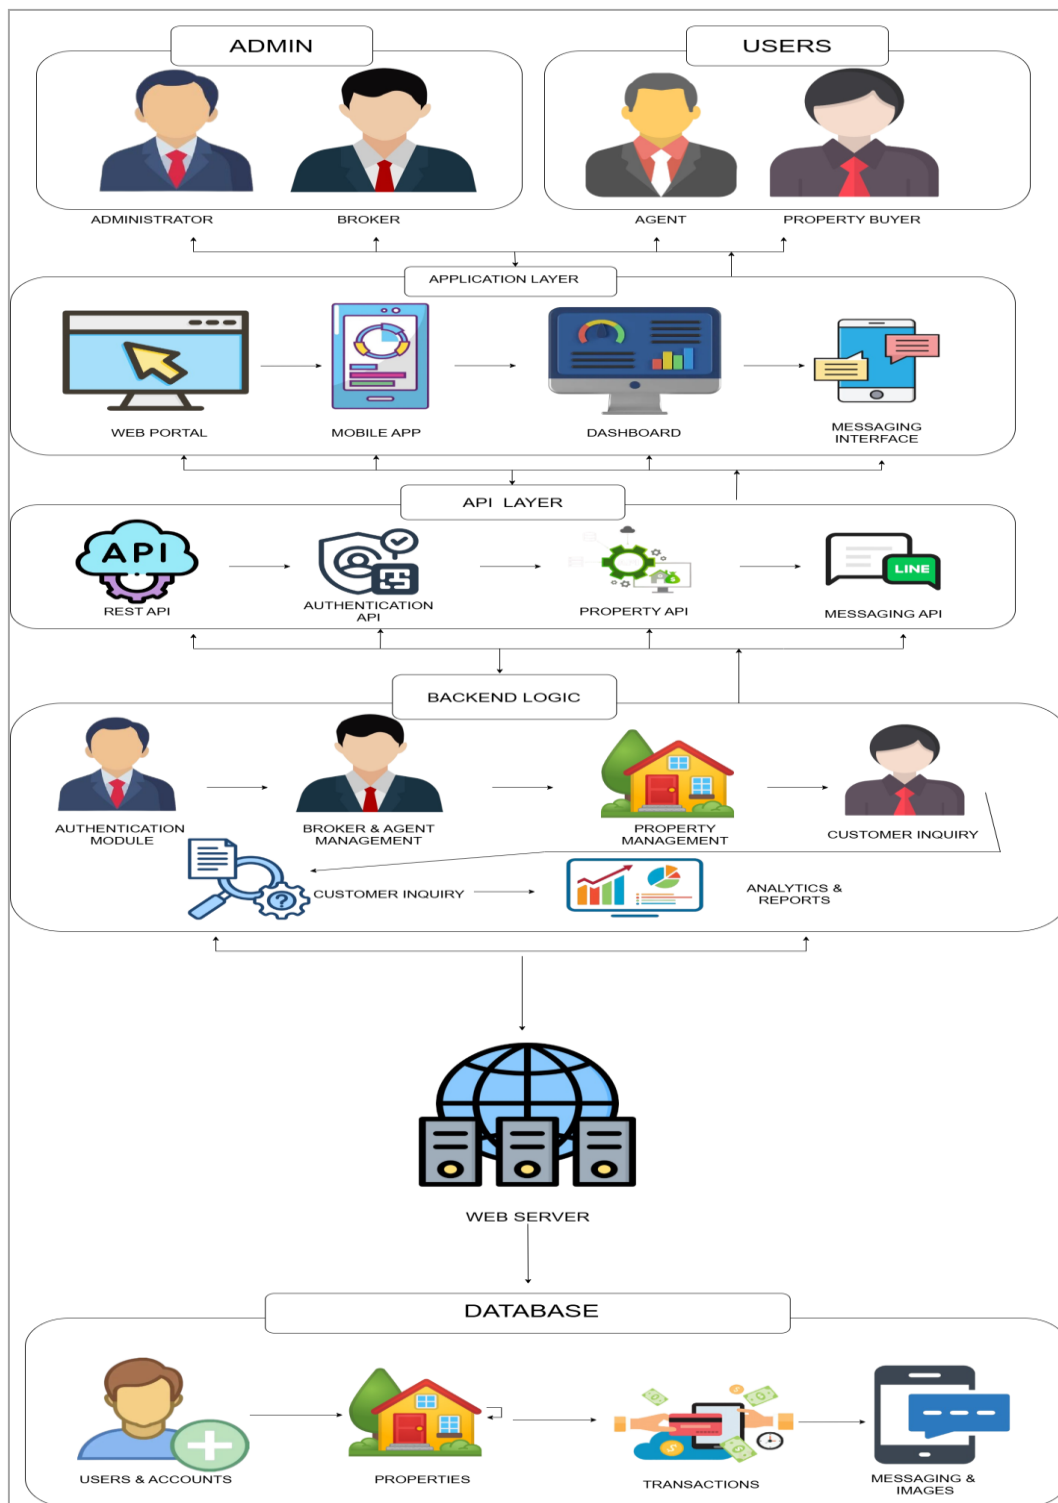 ADMIN
USERS
ADMINISTRATOR
BROKER
AGENT
PROPERTY BUYER
APPLICATION LAYER
WEB PORTAL
MOBILE APP
DASHBOARD
MESSAGING
INTERFACE
API LAYER
API
LINE
REST API
AUTHENTICATION
API
PROPERTY API
MESSAGING API
BACKEND LOGIC
AUTHENTICATION
MODULE
BROKER & AGENT
MANAGEMENT
PROPERTY
MANAGEMENT
CUSTOMER INQUIRY
?
CUSTOMER INQUIRY
ANALYTICS &
REPORTS
WEB SERVER
DATABASE
USERS & ACCOUNTS
PROPERTIES
TRANSACTIONS
MESSAGING &
IMAGES